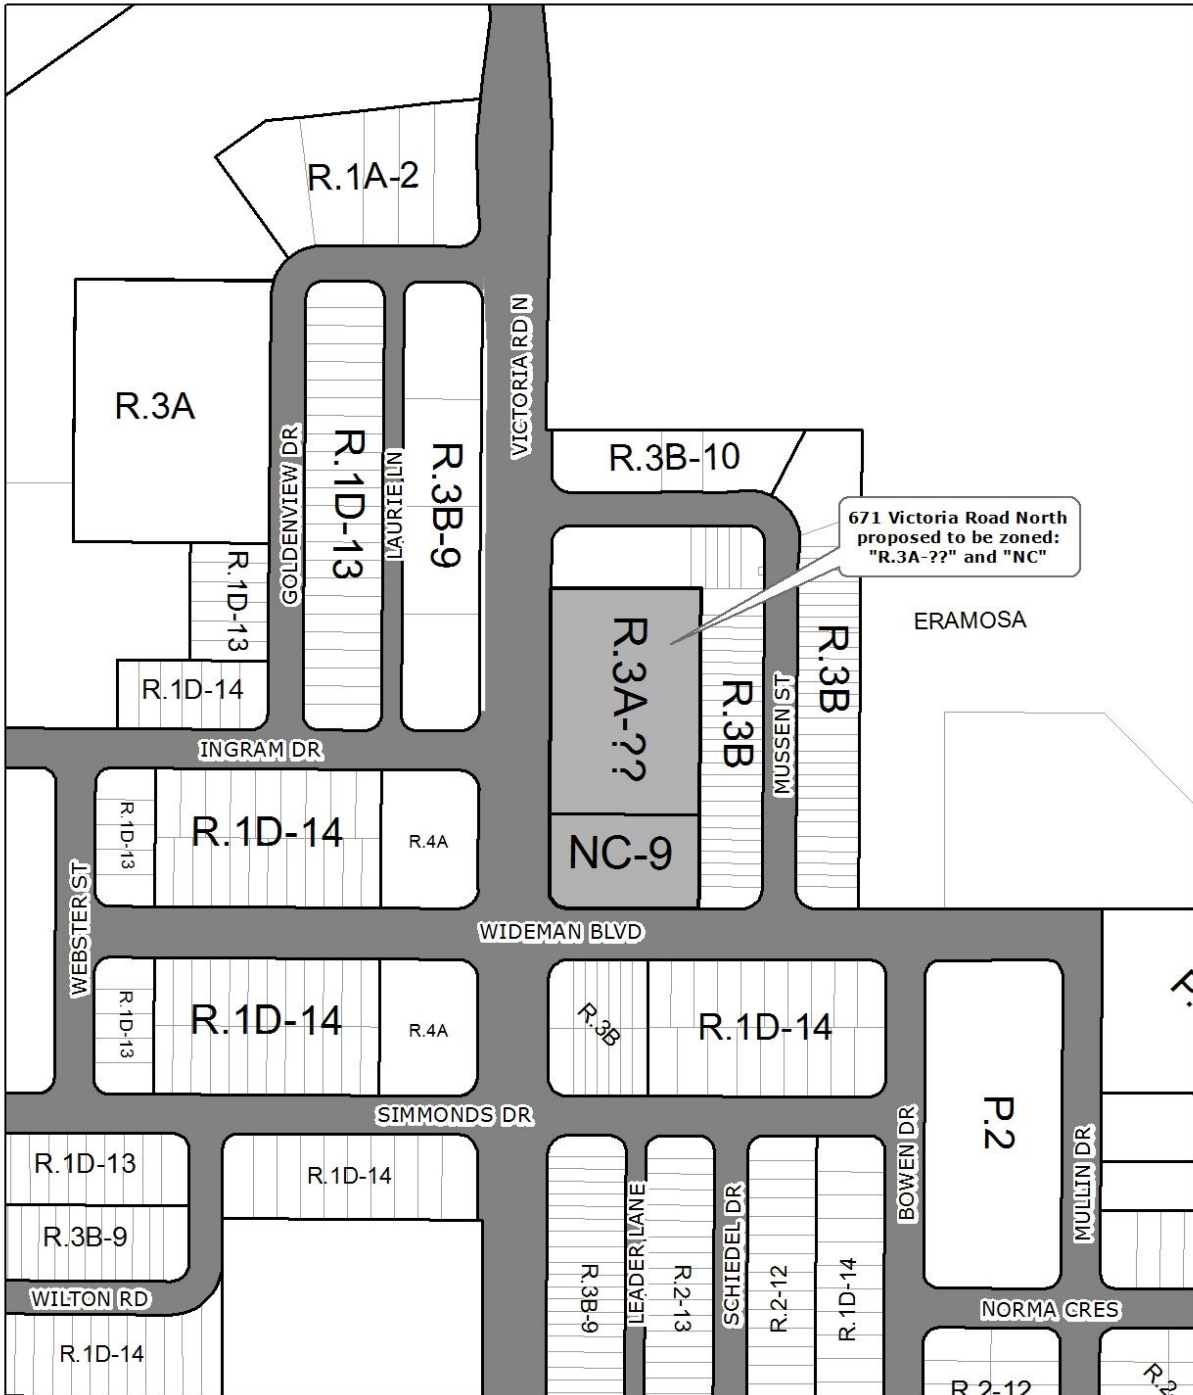 R.1A-2
VICTORIA RD N
R.3A
GOLDENVIEW DR
R.1D-13
LAURIE LN
R.3B-9
R.3B-10
671 Victoria Road North
proposed to be zoned:
"R.3A-??" and "NC"
ERAMOSA
R.1D-13
R.1D-14
R.3A-??
R.3B
MUSSEN ST
R.3B
INGRAM DR
R.1D-13
R.1D-14
R.4A
NC-9
WEBSTER ST
WIDEMAN BLVD
R.1D-13
R.1D-14
R.4A
R.3B
R.1D-14
SIMMONDS DR
BOWEN DR
P.2
MULLIN DR
R.1D-13
R.1D-14
R.3B-9
WILTON RD
R.1D-14
R.3B-9
LEADER LANE
R.2-13
SCHIEDEL DR
R.2-12
R.1D-14
NORMA CRES
R.2-12